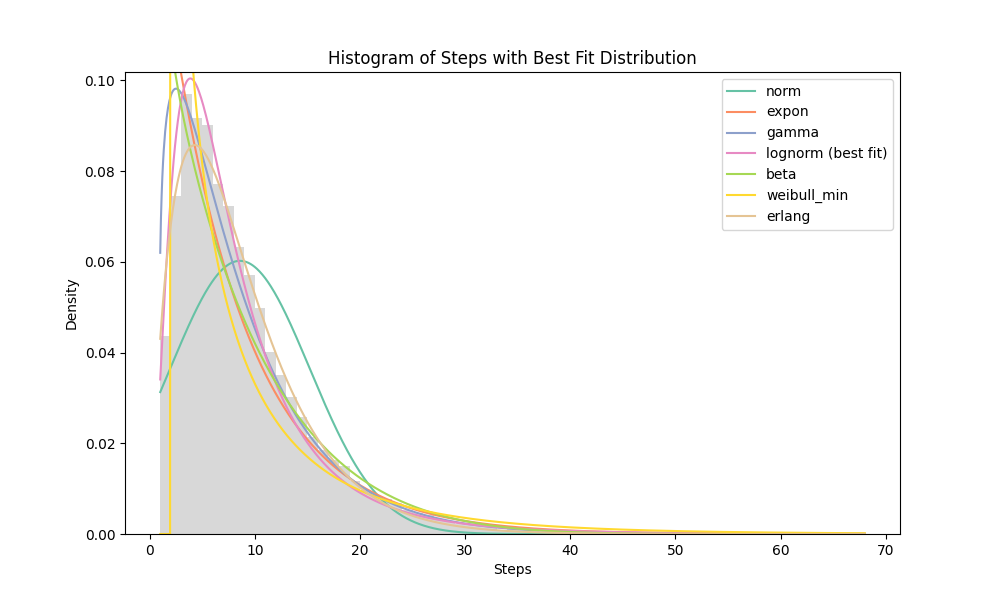 Histogram of Steps with Best Fit Distribution
Density
0.10
0.08
0.06
0.04
0.02
0.00
0 10 20 30 40 50 60 70
Steps
norm
expon
gamma
lognorm (best fit)
beta
weibull_min
erlang